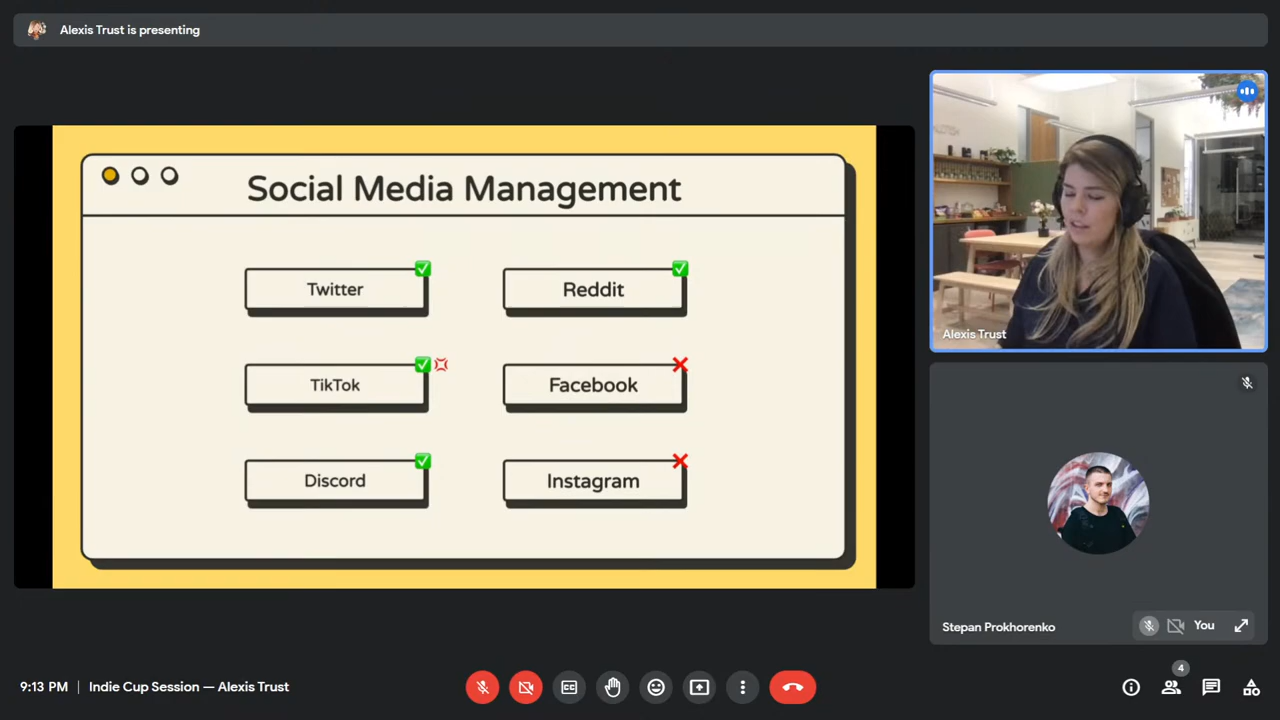 Alexis Trust is presenting
Social Media Management
Twitter
Reddit
TikTok
Facebook
Discord
Instagram
Alexis Trust
Stepan Prokhorenko
You
9:13 PM | Indie Cup Session — Alexis Trust
CC
4